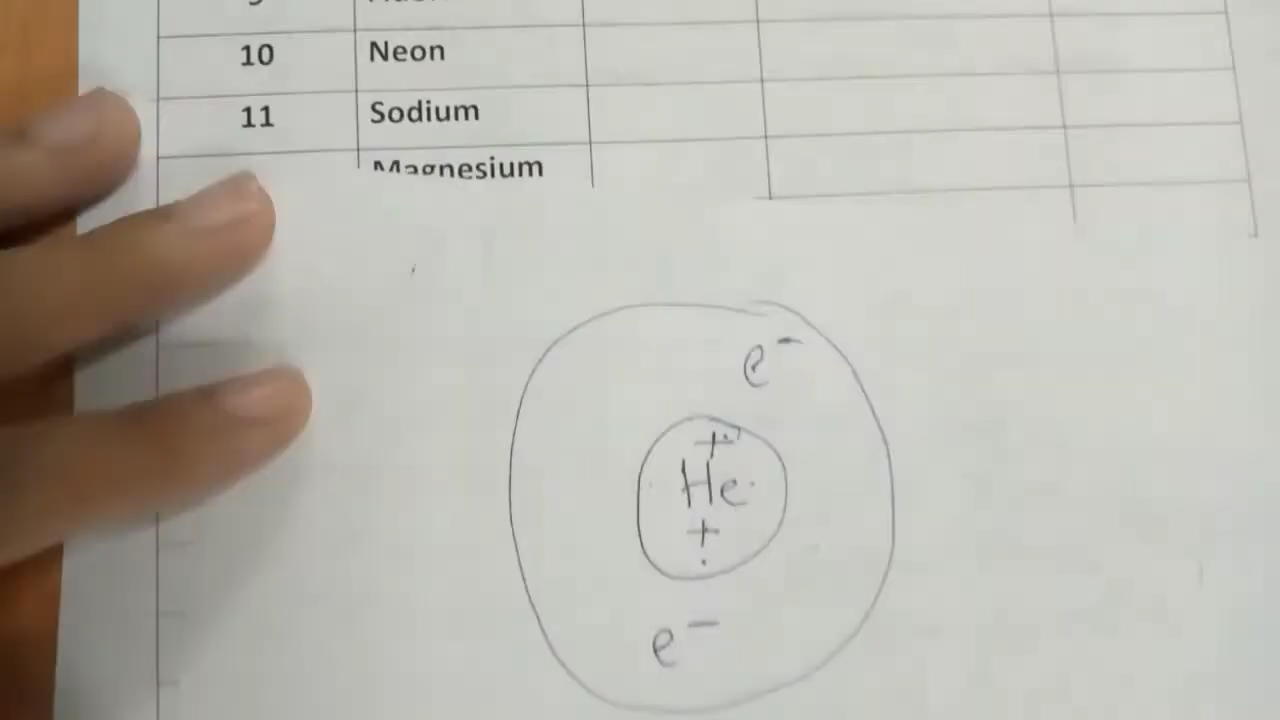 10 Neon
11 Sodium
Magnesium
e⁻
+
He
+
e⁻